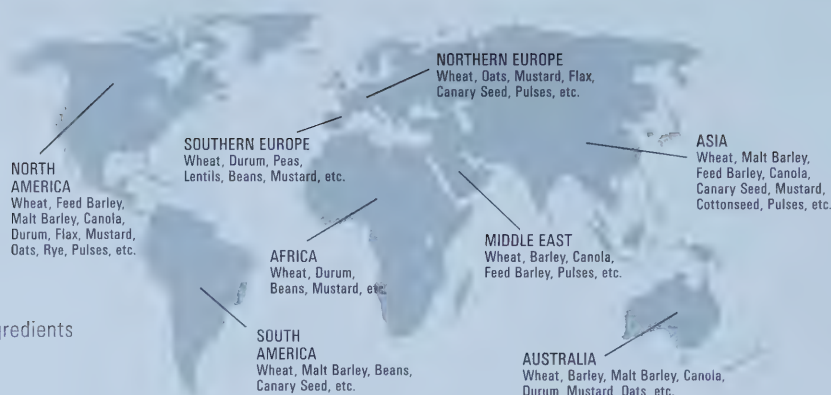 NORTHERN EUROPE
Wheat, Oats, Mustard, Flax,
Canary Seed, Pulses, etc.
SOUTHERN EUROPE
Wheat, Durum, Peas,
Lentils, Beans, Mustard, etc.
ASIA
Wheat, Malt Barley,
Feed Barley, Canola,
Canary Seed, Mustard,
Cottonseed, Pulses, etc.
NORTH
AMERICA
Wheat, Feed Barley,
Malt Barley, Canola,
Durum, Flax, Mustard,
Oats, Rye, Pulses, etc.
AFRICA
Wheat, Durum,
Beans, Mustard, etc.
MIDDLE EAST
Wheat, Barley, Canola,
Feed Barley, Pulses, etc.
redients
SOUTH
AMERICA
Wheat, Malt Barley, Beans,
Canary Seed, etc.
AUSTRALIA
Wheat, Barley, Malt Barley, Canola,
Durum, Mustard, Oats, etc.